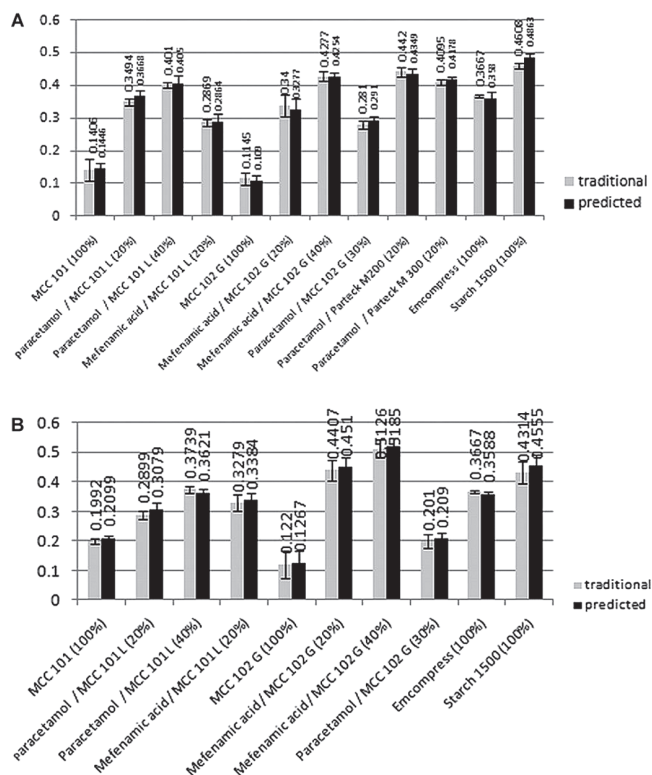 A
0.6
0.5
0.4
0.3
0.2
0.1
0
0.1406
0.1446
0.3494
0.3668
0.401
0.405
0.2869
0.2864
0.1145
0.109
0.34
0.3277
0.4277
0.4254
0.281
0.291
0.442
0.4349
0.4095
0.4178
0.3667
0.358
0.4608
0.4863
traditional
predicted
MCC 101 (100%)
Paracetamol / MCC 101 L (20%)
Paracetamol / MCC 101 L (40%)
Mefenamic acid / MCC 101 L (20%)
MCC 102 G (100%)
Mefenamic acid / MCC 102 G (20%)
Mefenamic acid / MCC 102 G (40%)
Paracetamol / MCC 102 G (30%)
Paracetamol / Parteck M200 (20%)
Paracetamol / Parteck M 300 (20%)
Emcompress (100%)
Starch 1500 (100%)
B
0.6
0.5
0.4
0.3
0.2
0.1
0
0.1992
0.2099
0.2899
0.3079
0.3739
0.3621
0.3279
0.3384
0.122
0.1267
0.4407
0.451
0.5126
0.5185
0.201
0.209
0.3667
0.3588
0.4314
0.4555
traditional
predicted
MCC 101 (100%)
Paracetamol / MCC 101 L (20%)
Paracetamol / MCC 101 L (40%)
Mefenamic acid / MCC 101 L (20%)
MCC 102 G (100%)
Mefenamic acid / MCC 102 G (20%)
Mefenamic acid / MCC 102 G (40%)
Paracetamol / MCC 102 G (30%)
Emcompress (100%)
Starch 1500 (100%)